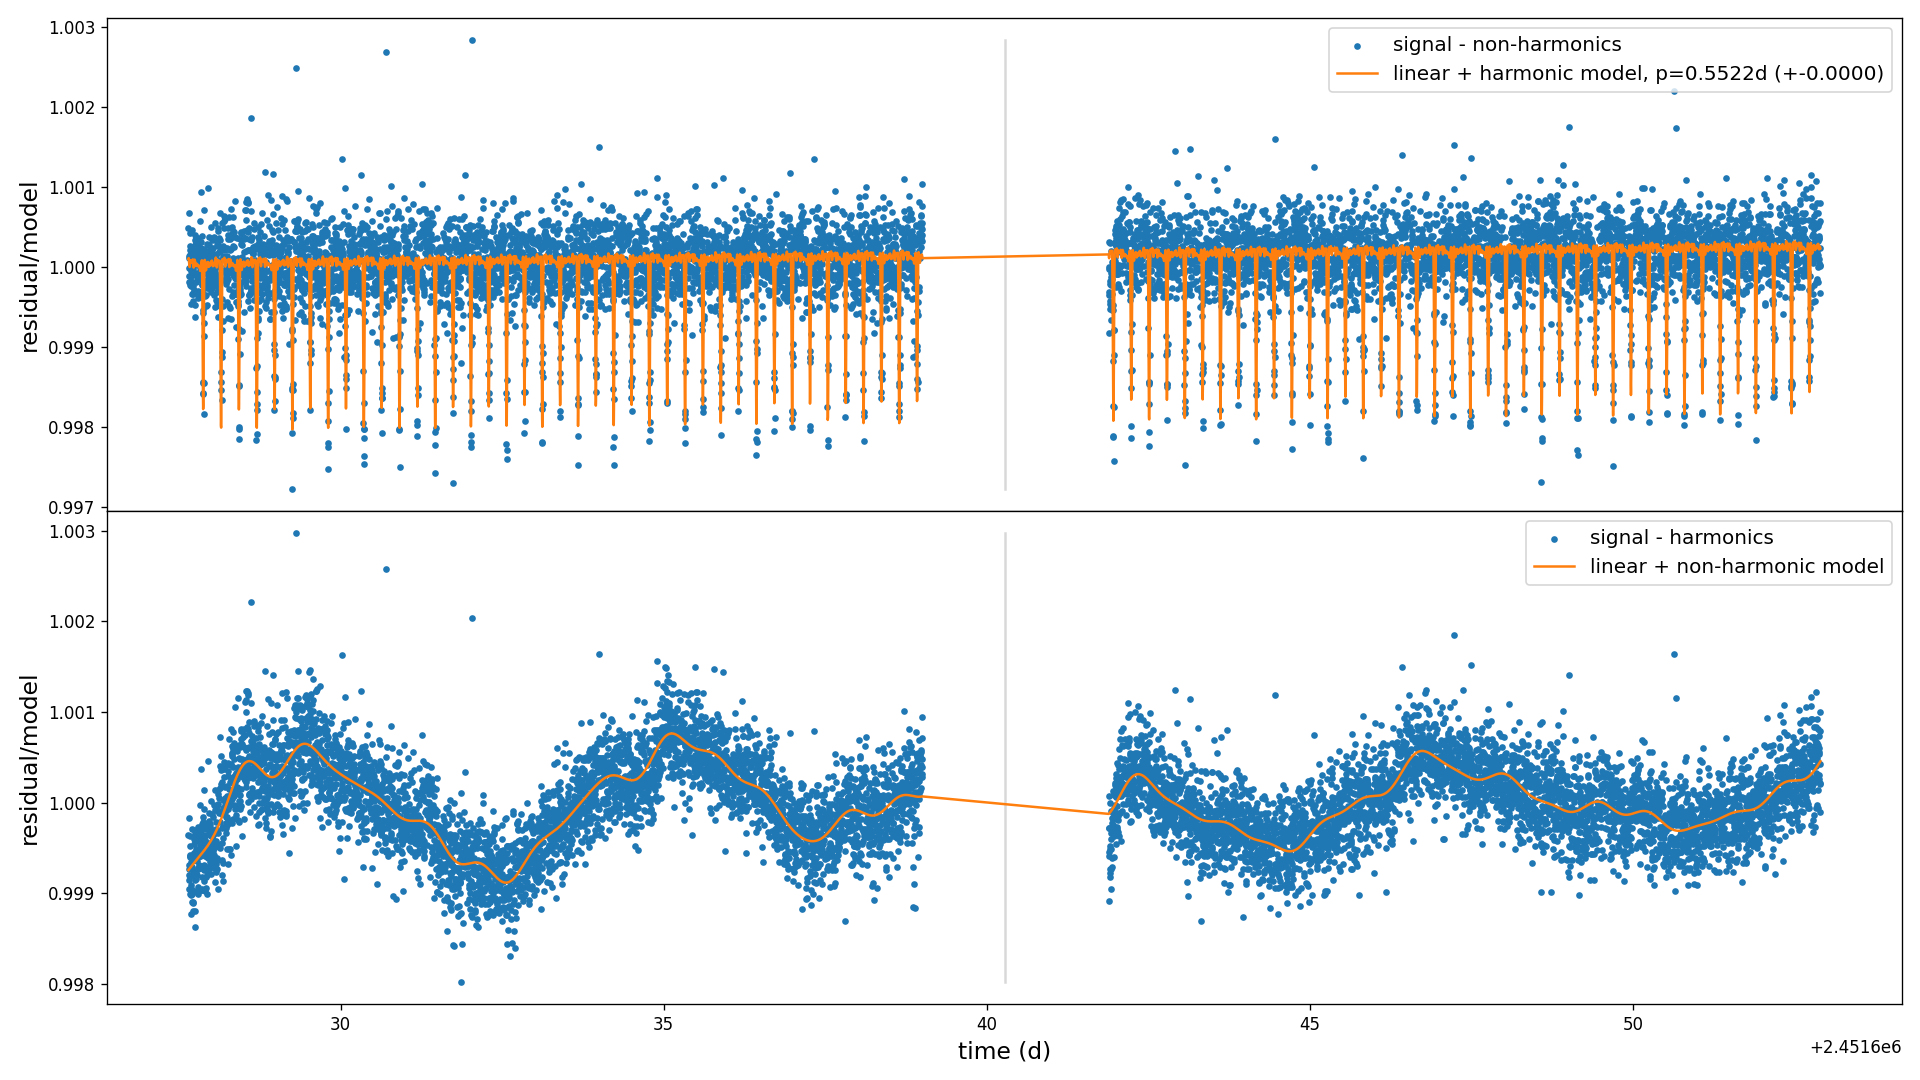 1.003
1.002
1.001
1.000
0.999
0.998
0.997
residual/model
signal - non-harmonics
linear + harmonic model, p=0.5522d (+-0.0000)
1.003
1.002
1.001
1.000
0.999
0.998
residual/model
signal - harmonics
linear + non-harmonic model
30
35
40
45
50
time (d)
+2.4516e6